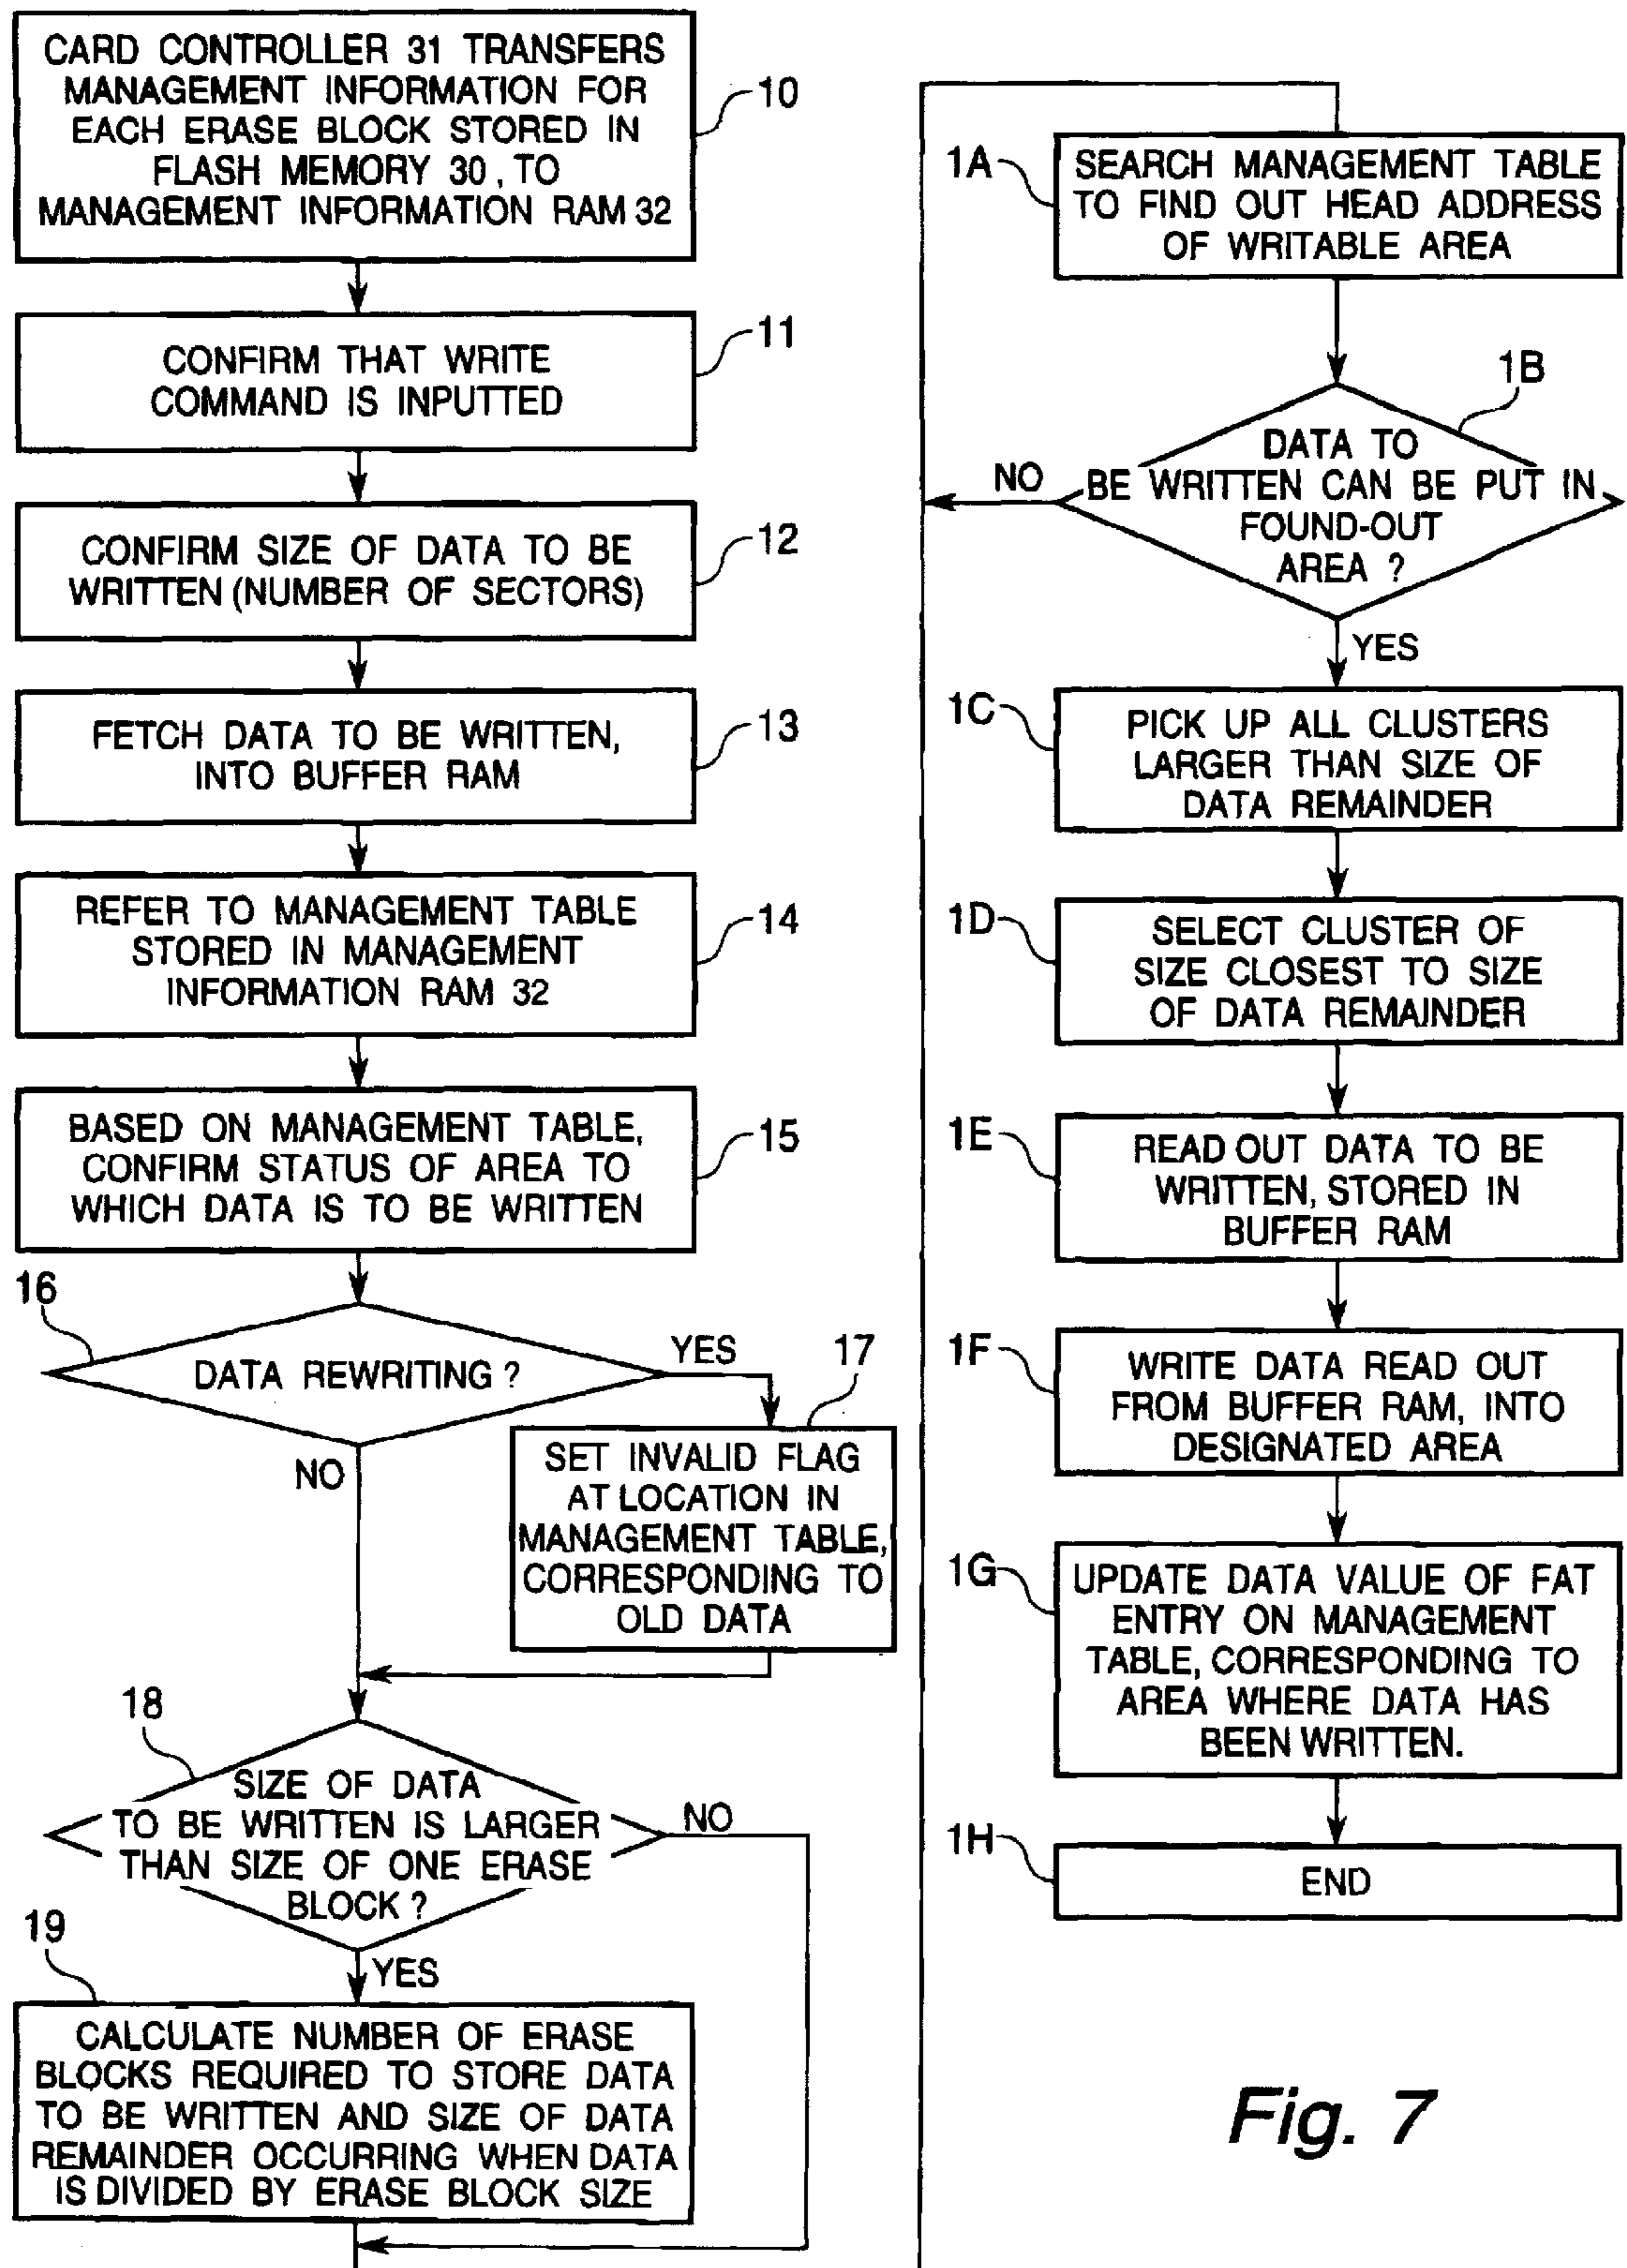 CARD CONTROLLER 31 TRANSFERS
MANAGEMENT INFORMATION FOR
EACH ERASE BLOCK STORED IN
FLASH MEMORY 30, TO
MANAGEMENT INFORMATION RAM 32
10
CONFIRM THAT WRITE
COMMAND IS INPUTTED
11
CONFIRM SIZE OF DATA TO BE
WRITTEN (NUMBER OF SECTORS)
12
FETCH DATA TO BE WRITTEN,
INTO BUFFER RAM
13
REFER TO MANAGEMENT TABLE
STORED IN MANAGEMENT
INFORMATION RAM 32
14
BASED ON MANAGEMENT TABLE,
CONFIRM STATUS OF AREA TO
WHICH DATA IS TO BE WRITTEN
15
16
DATA REWRITING ?
YES
NO
17
SET INVALID FLAG
AT LOCATION IN
MANAGEMENT TABLE,
CORRESPONDING TO
OLD DATA
18
SIZE OF DATA
TO BE WRITTEN IS LARGER
THAN SIZE OF ONE ERASE
BLOCK ?
NO
YES
19
CALCULATE NUMBER OF ERASE
BLOCKS REQUIRED TO STORE DATA
TO BE WRITTEN AND SIZE OF DATA
REMAINDER OCCURRING WHEN DATA
IS DIVIDED BY ERASE BLOCK SIZE
1A
SEARCH MANAGEMENT TABLE
TO FIND OUT HEAD ADDRESS
OF WRITABLE AREA
1B
DATA TO
BE WRITTEN CAN BE PUT IN
FOUND-OUT
AREA ?
NO
YES
1C
PICK UP ALL CLUSTERS
LARGER THAN SIZE OF
DATA REMAINDER
1D
SELECT CLUSTER OF
SIZE CLOSEST TO SIZE
OF DATA REMAINDER
1E
READ OUT DATA TO BE
WRITTEN, STORED IN
BUFFER RAM
1F
WRITE DATA READ OUT
FROM BUFFER RAM, INTO
DESIGNATED AREA
1G
UPDATE DATA VALUE OF FAT
ENTRY ON MANAGEMENT
TABLE, CORRESPONDING TO
AREA WHERE DATA HAS
BEEN WRITTEN.
1H
END
Fig. 7